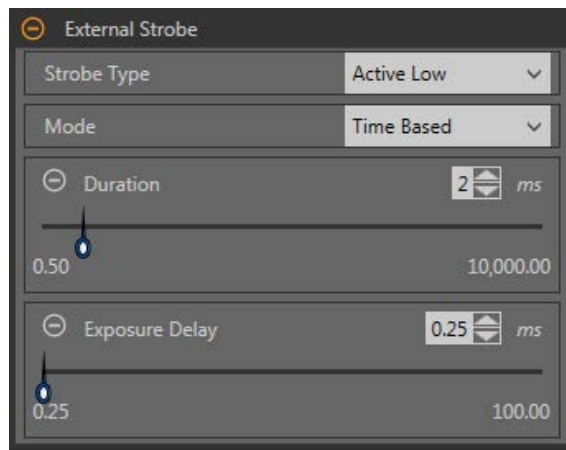 External Strobe
Strobe Type Active Low
Mode Time Based
Duration 2 ms
0.50 10,000.00
Exposure Delay 0.25 ms
0.25 100.00